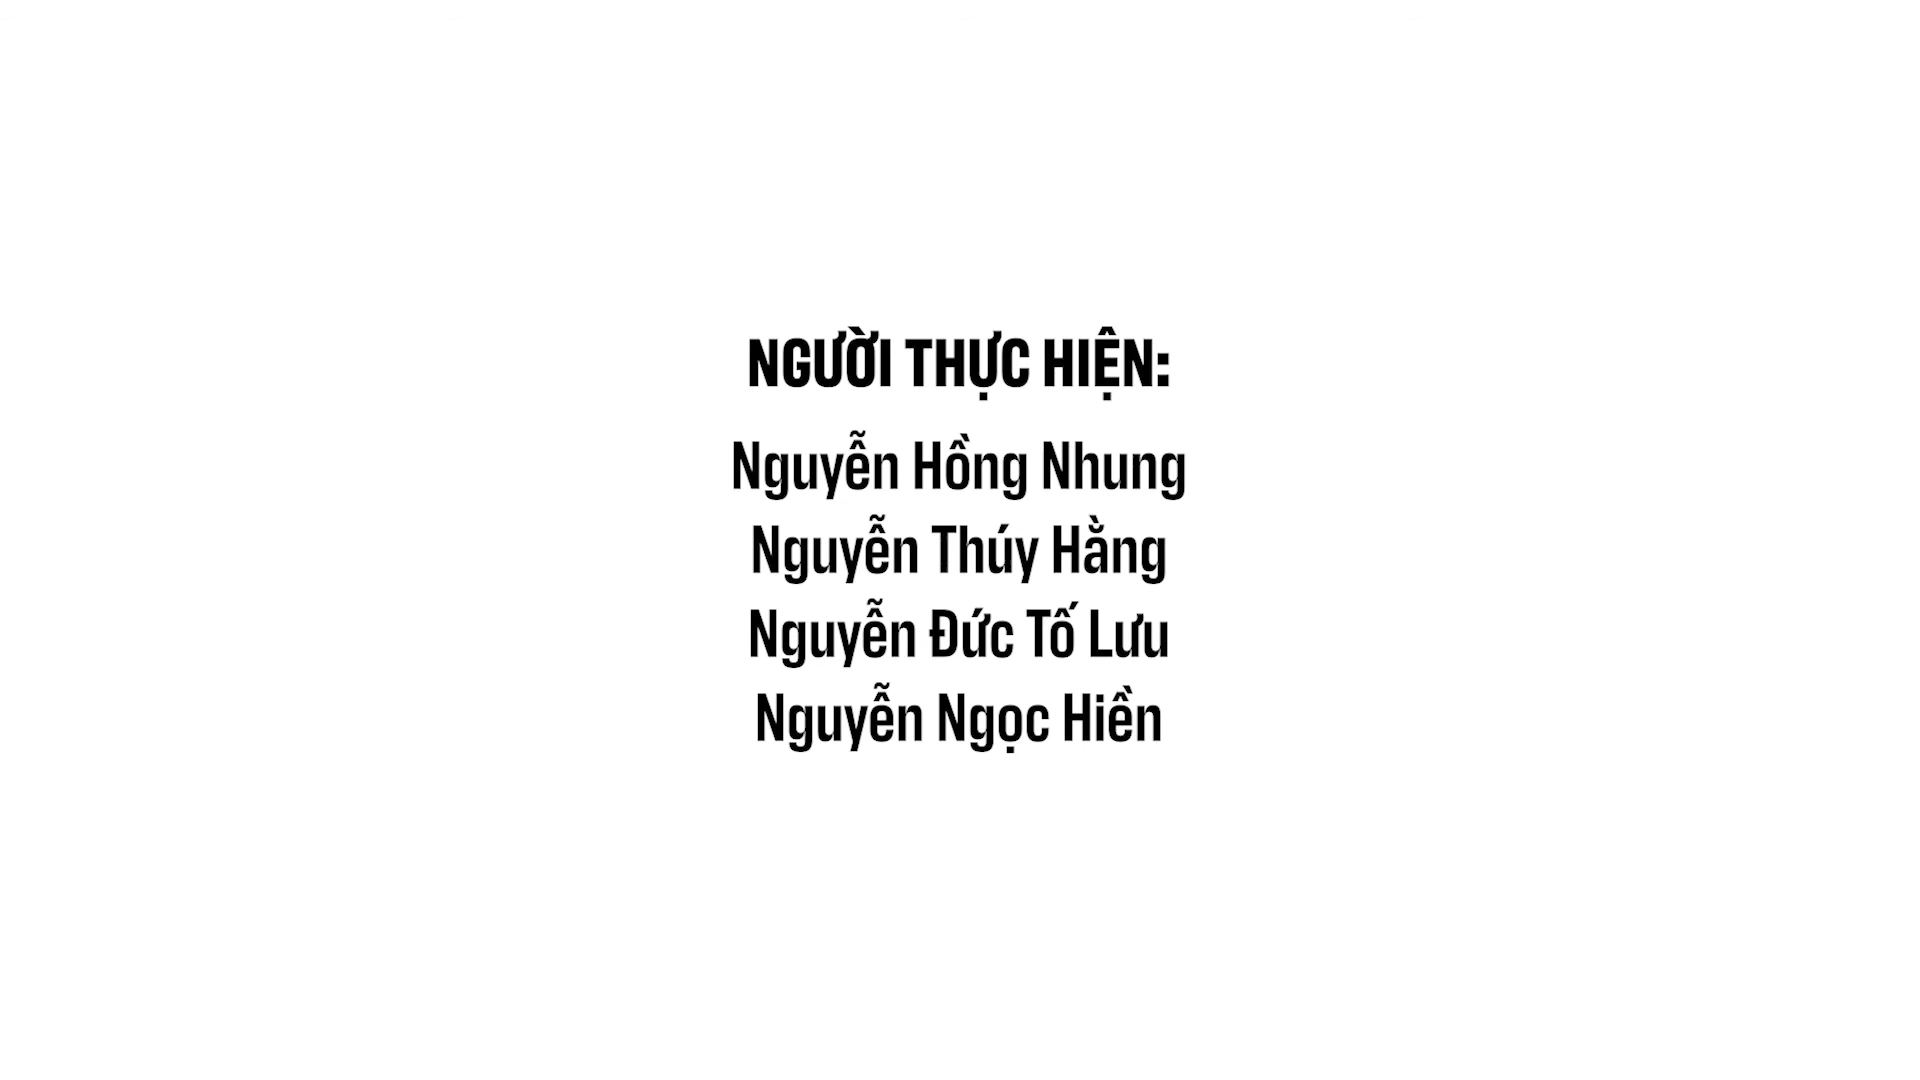 NGƯỜI THỰC HIỆN:
Nguyễn Hồng Nhung
Nguyễn Thúy Hằng
Nguyễn Đức Tố Lưu
Nguyễn Ngọc Hiền